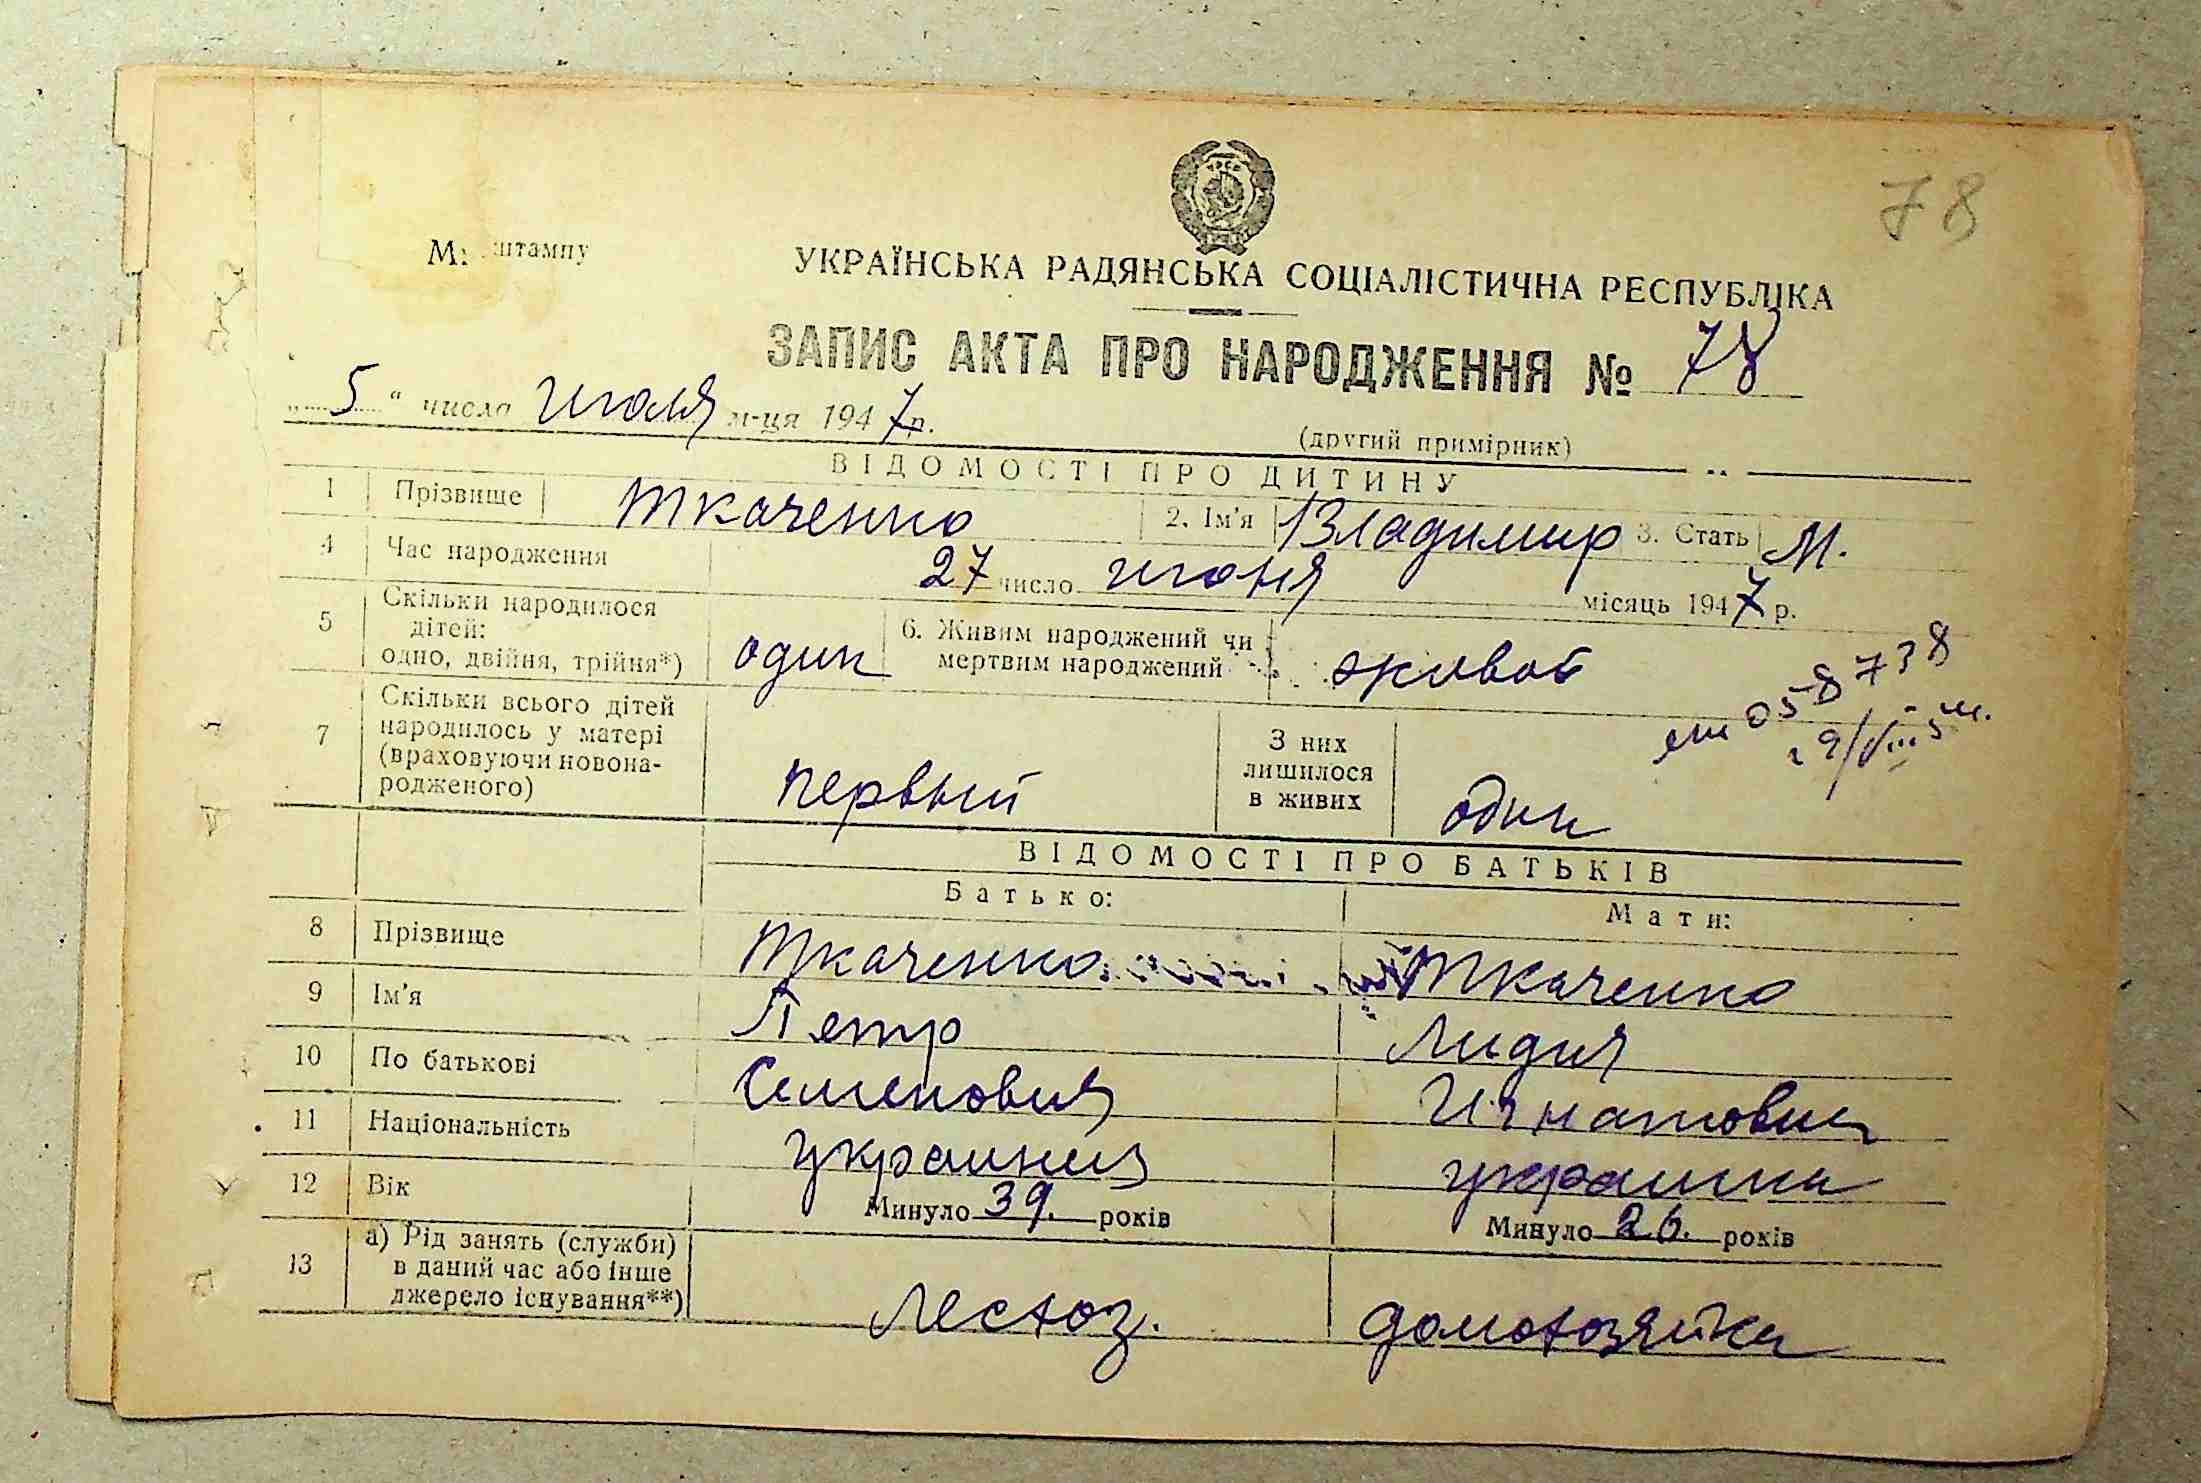 78
М. штампу
УКРАЇНСЬКА РАДЯНСЬКА СОЦІАЛІСТИЧНА РЕСПУБЛІКА
ЗАПИС АКТА ПРО НАРОДЖЕННЯ № 78
„ 5 " числа июля м-ця 1947 р.
(другий примірник)
ВІДОМОСТІ ПРО ДИТИНУ
1 Прізвище Ткаченко 2. Ім'я Владимир 3. Стать М.
4 Час народження 27 число июня місяць 1947 р.
5 Скільки народилося
дітей:
одно, двійня, трійня*) один
6. Живим народжений чи
мертвим народжений живой
058738
7 Скільки всього дітей
народилось у матері
(враховуючи новона-
родженого) первый
З них
лишилося
в живих один
ВІДОМОСТІ ПРО БАТЬКІВ
Батько: Мати:
8 Прізвище Ткаченко Ткаченко
9 Ім'я Петр Лидия
10 По батькові Семенович Игнатовна
11 Національність украинец украинка
12 Вік Минуло 39. років Минуло 26. років
13 а) Рід занять (служби)
в даний час або інше
джерело існування**) Лесхоз. домохозяйка